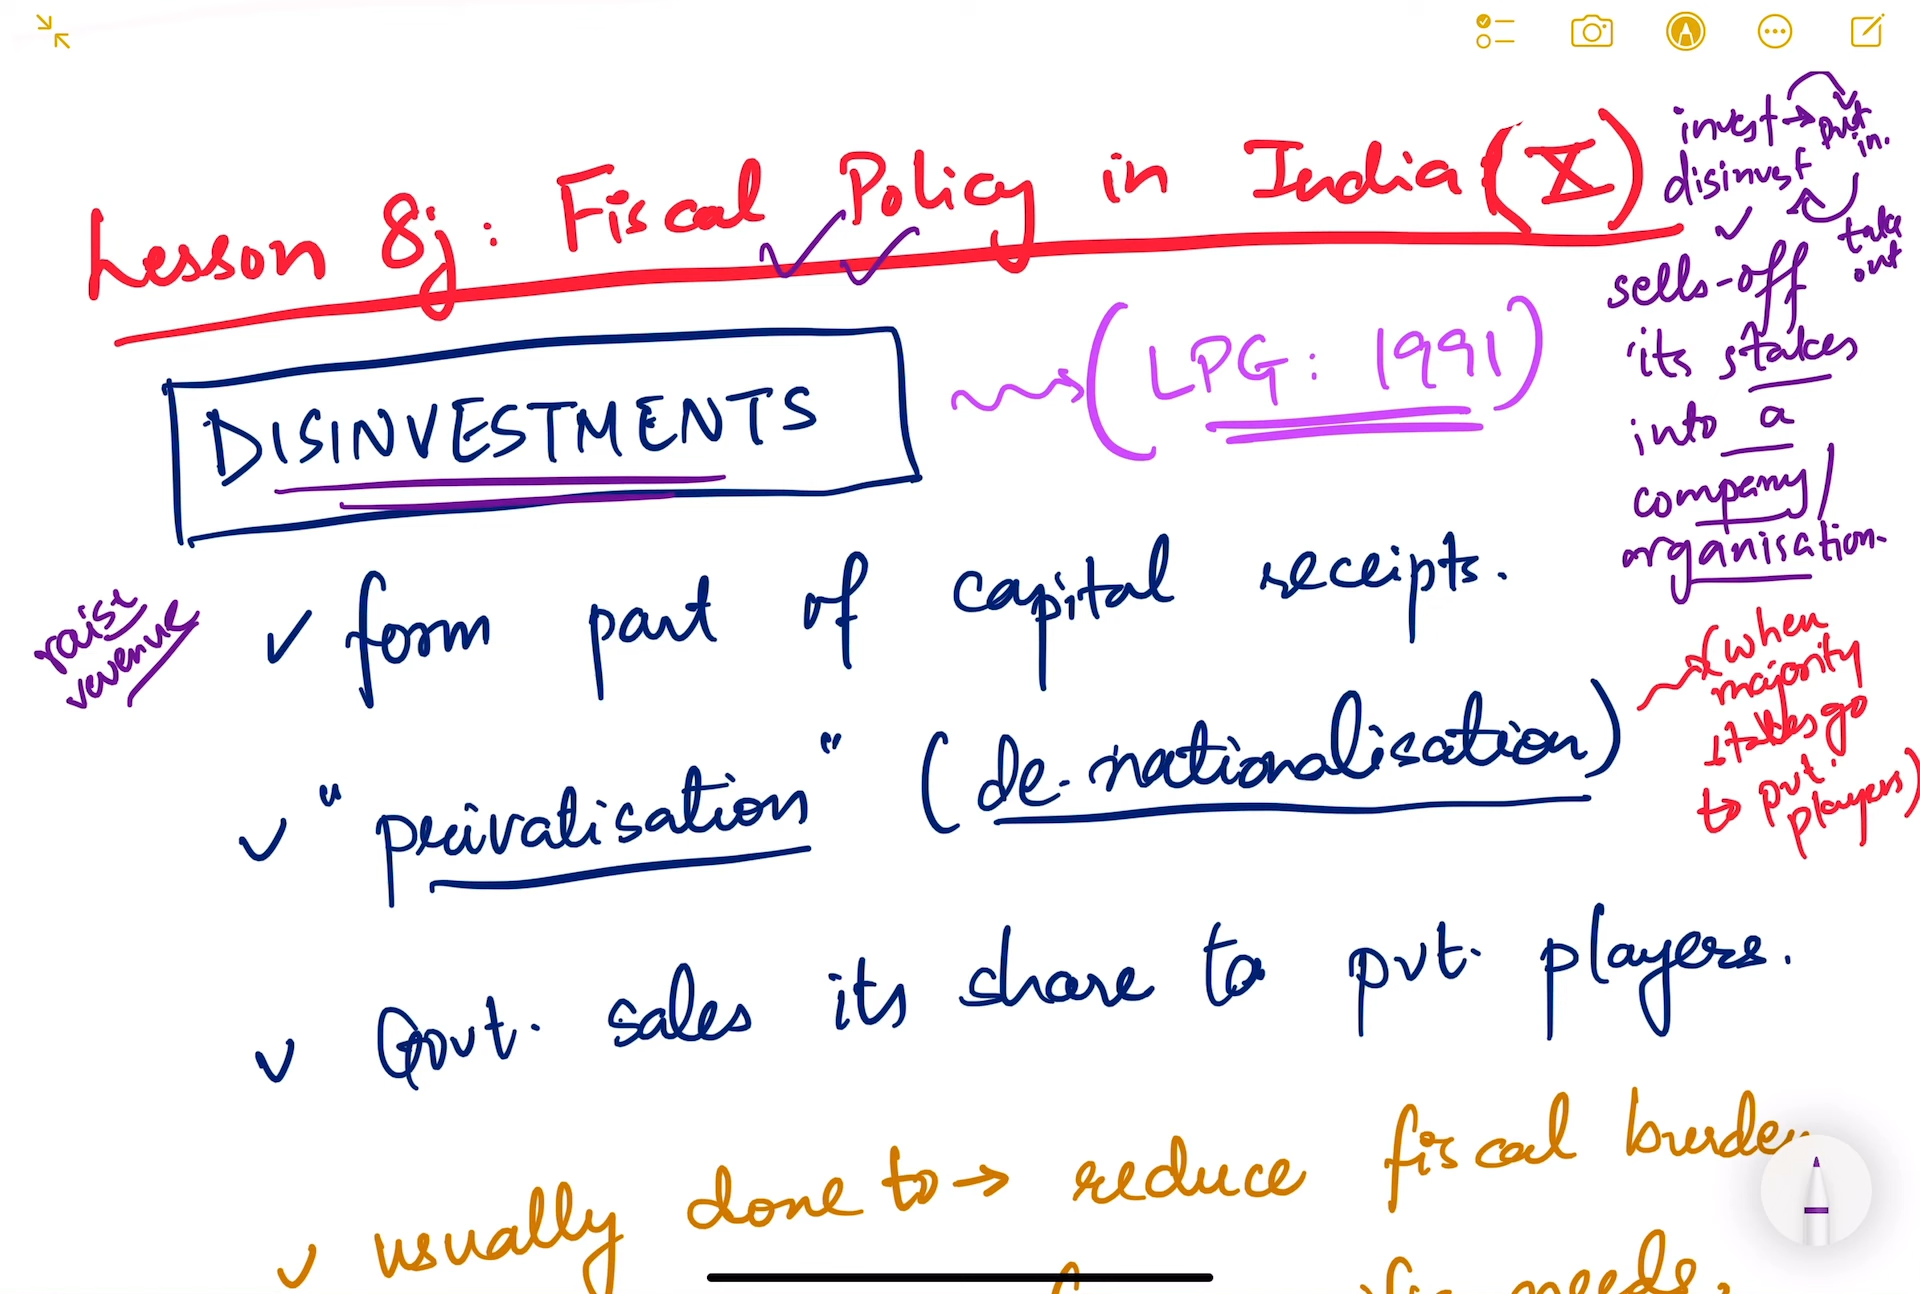 Lesson 8j: Fiscal Policy in India (X)
invest → put in.
disinvest
take out
sells-off
its stakes
into a
company/
organisation.
DISINVESTMENTS
(LPG: 1991)
raise
revenue
✓ form part of capital receipts.
✓ "privatisation" (de-nationalisation)
(when
majority
stakes go
to pvt.
players)
✓ Govt. sales its share to pvt. players.
✓ usually done to → reduce fiscal burden
needs.